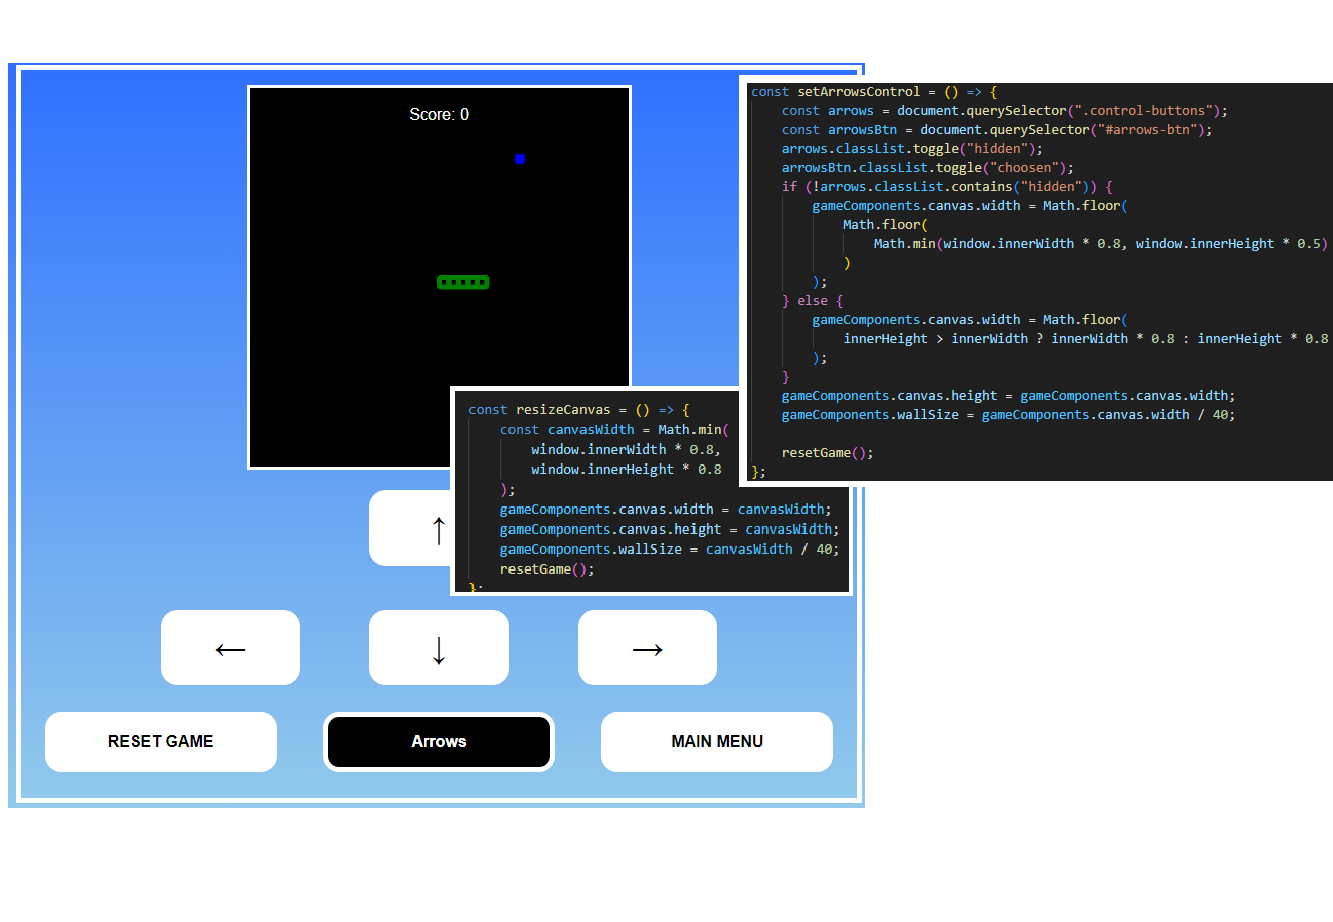 Score: 0
const setArrowsControl = () => {
const arrows = document.querySelector(".control-buttons");
const arrowsBtn = document.querySelector("#arrows-btn");
arrows.classList.toggle("hidden");
arrowsBtn.classList.toggle("choosen");
if (!arrows.classList.contains("hidden")) {
gameComponents.canvas.width = Math.floor(
Math.floor(
Math.min(window.innerWidth * 0.8, window.innerHeight * 0.5)
)
);
} else {
gameComponents.canvas.width = Math.floor(
innerHeight > innerWidth ? innerWidth * 0.8 : innerHeight * 0.8
);
}
gameComponents.canvas.height = gameComponents.canvas.width;
gameComponents.wallSize = gameComponents.canvas.width / 40;
resetGame();
};
const resizeCanvas = () => {
const canvasWidth = Math.min(
window.innerWidth * 0.8,
window.innerHeight * 0.8
);
gameComponents.canvas.width = canvasWidth;
gameComponents.canvas.height = canvasWidth;
gameComponents.wallSize = canvasWidth / 40;
resetGame();
};
↑
← ↓ →
RESET GAME Arrows MAIN MENU